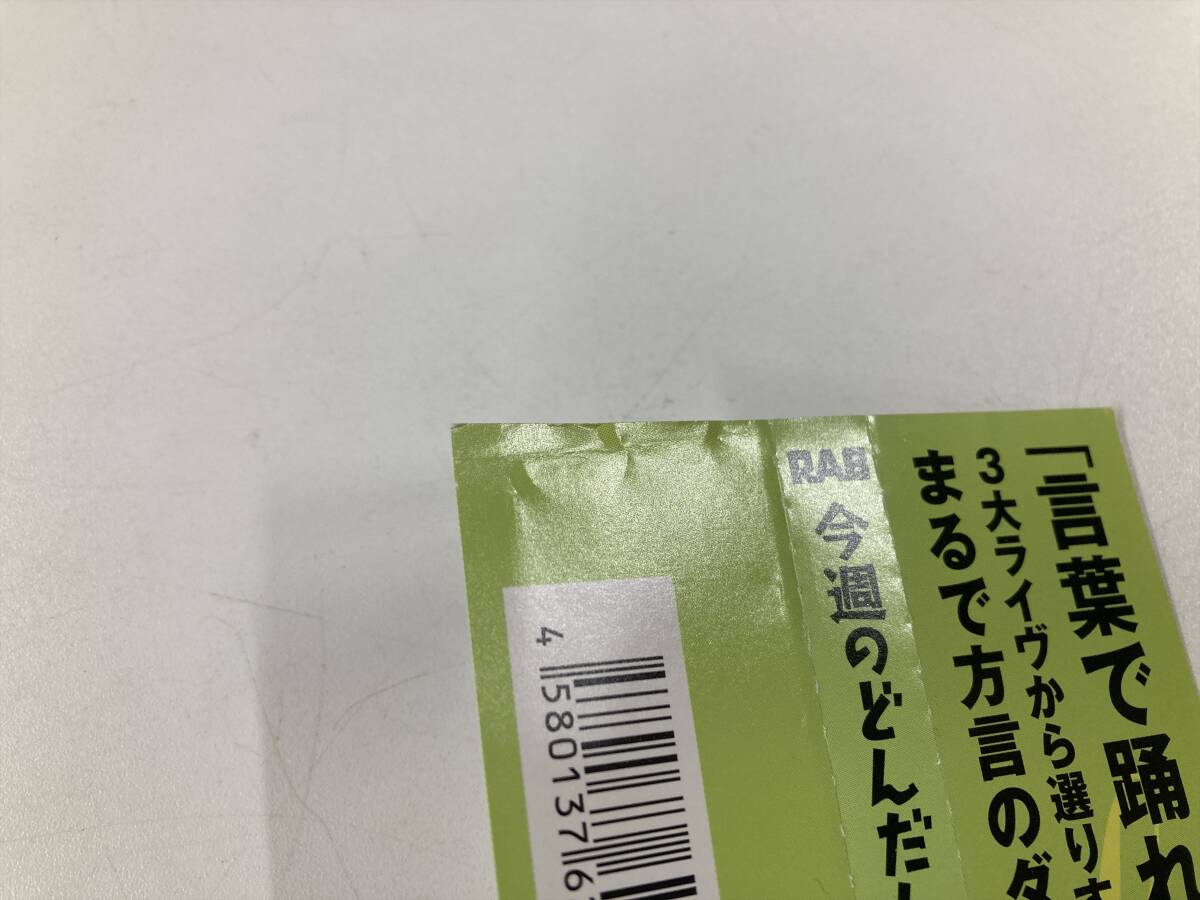 「言葉で踊れ
3大ライヴから選りす
まるで方言のダ
RAB 今週のどんだ
4 580137 6